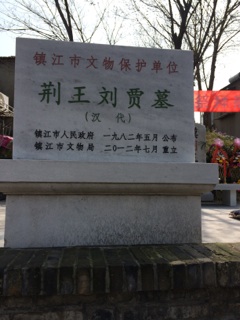 镇江市文物保护单位
荆王刘贾墓
（汉 代）
镇江市人民政府 一九八二年五月 公布
镇江市文物局 二〇一二年七月 重立